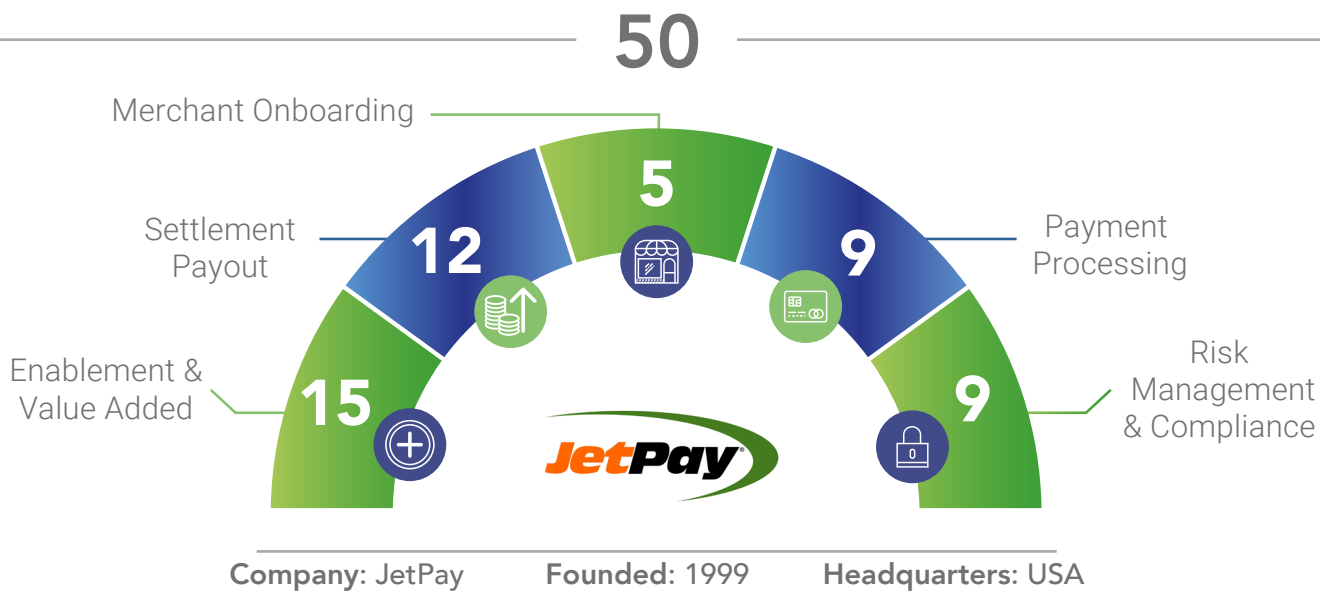 50
Merchant Onboarding
5
Settlement
Payout
12
9
Payment
Processing
Enablement &
Value Added
15
9
Risk
Management
& Compliance
JetPay
Company: JetPay
Founded: 1999
Headquarters: USA